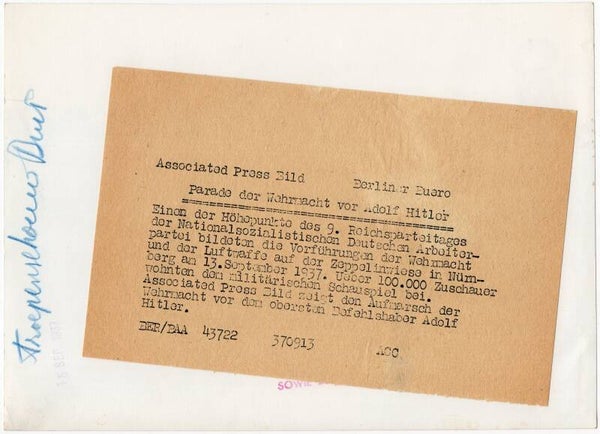 Associated Press Bild Berliner Buero
Parade der Wehrmacht vor Adolf Hitler
Einen der Höhepunkte des 9. Reichsparteitages
der Nationalsozialistischen Deutschen Arbeiter-
partei bildeten die Vorführungen der Wehrmacht
und der Luftwaffe auf der Zeppelinwiese in Nürn-
berg am 13.September 1937. Ueber 100.000 Zuschauer
wohnten dem militärischen Schauspiel bei.
Associated Press Bild zeigt den Aufmarsch der
Wehrmacht vor dem obersten Befehlshaber Adolf
Hitler.
DEP/BAA 43722 370913 ACC